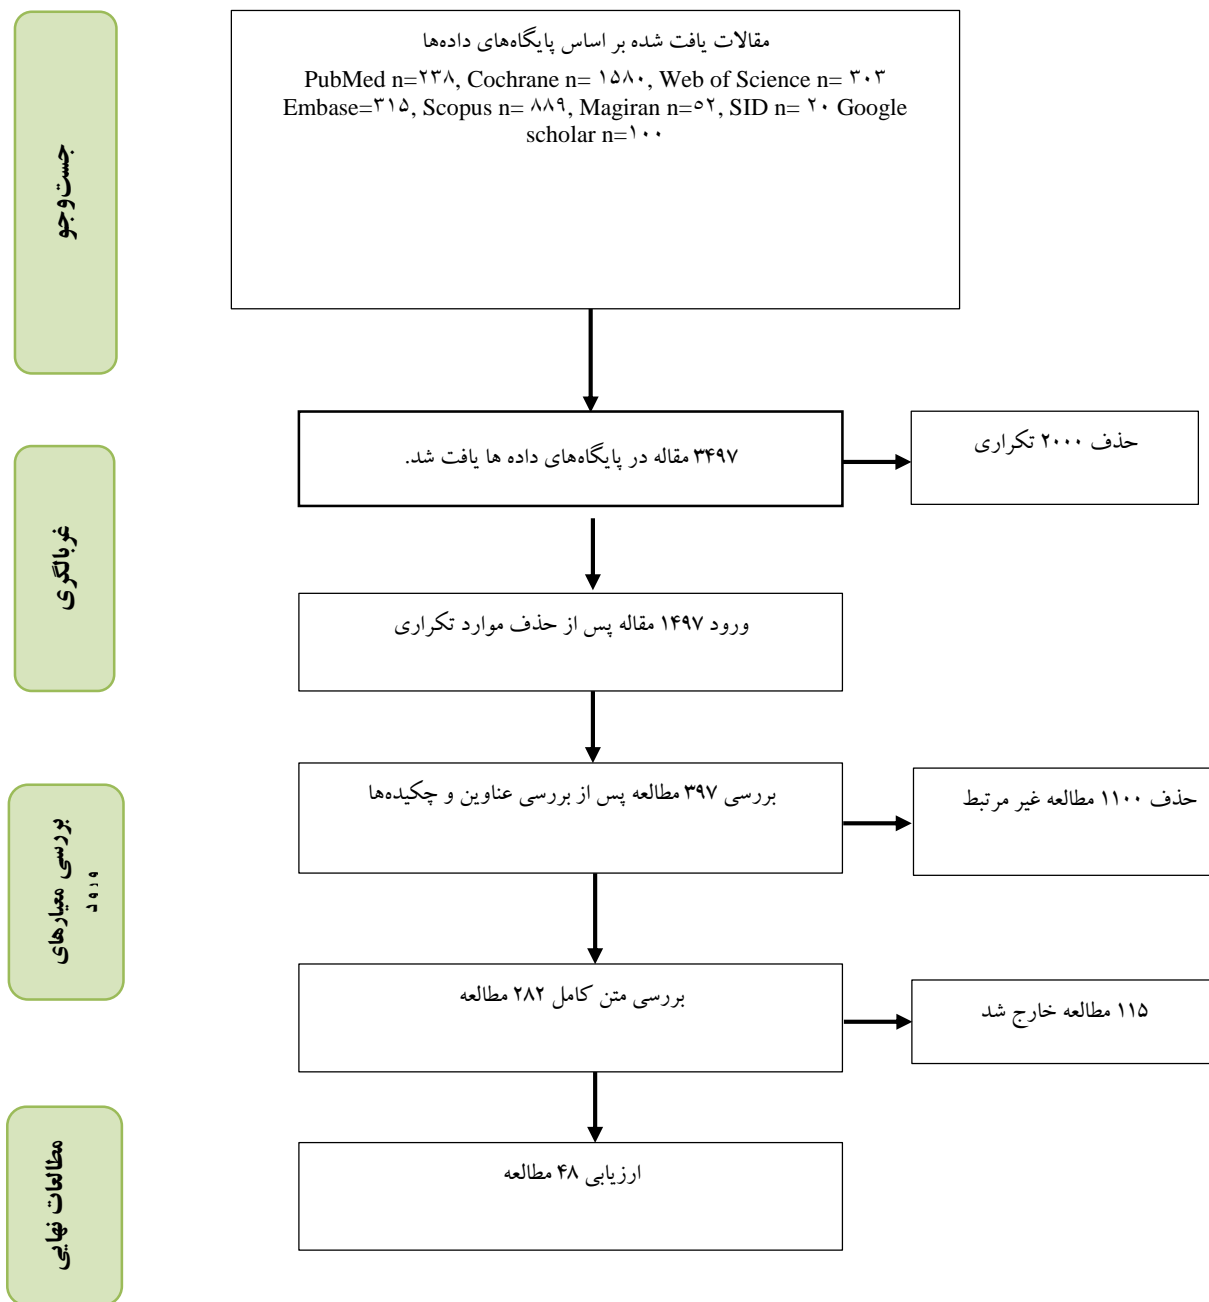 جست‌وجو
مقالات یافت شده بر اساس پایگاه‌های داده‌ها
PubMed n=۲۳۸, Cochrane n= ۱۵۸۰, Web of Science n= ۳۰۳
Embase=۳۱۵, Scopus n= ۸۸۹, Magiran n=۵۲, SID n= ۲۰ Google
scholar n=۱۰۰
غربالگری
۳۴۹۷ مقاله در پایگاه‌های داده ها یافت شد.
حذف ۲۰۰۰ تکراری
ورود ۱۴۹۷ مقاله پس از حذف موارد تکراری
بررسی معیارهای
ورود
بررسی ۳۹۷ مطالعه پس از بررسی عناوین و چکیده‌ها
حذف ۱۱۰۰ مطالعه غیر مرتبط
بررسی متن کامل ۲۸۲ مطالعه
۱۱۵ مطالعه خارج شد
مطالعات نهایی
ارزیابی ۴۸ مطالعه